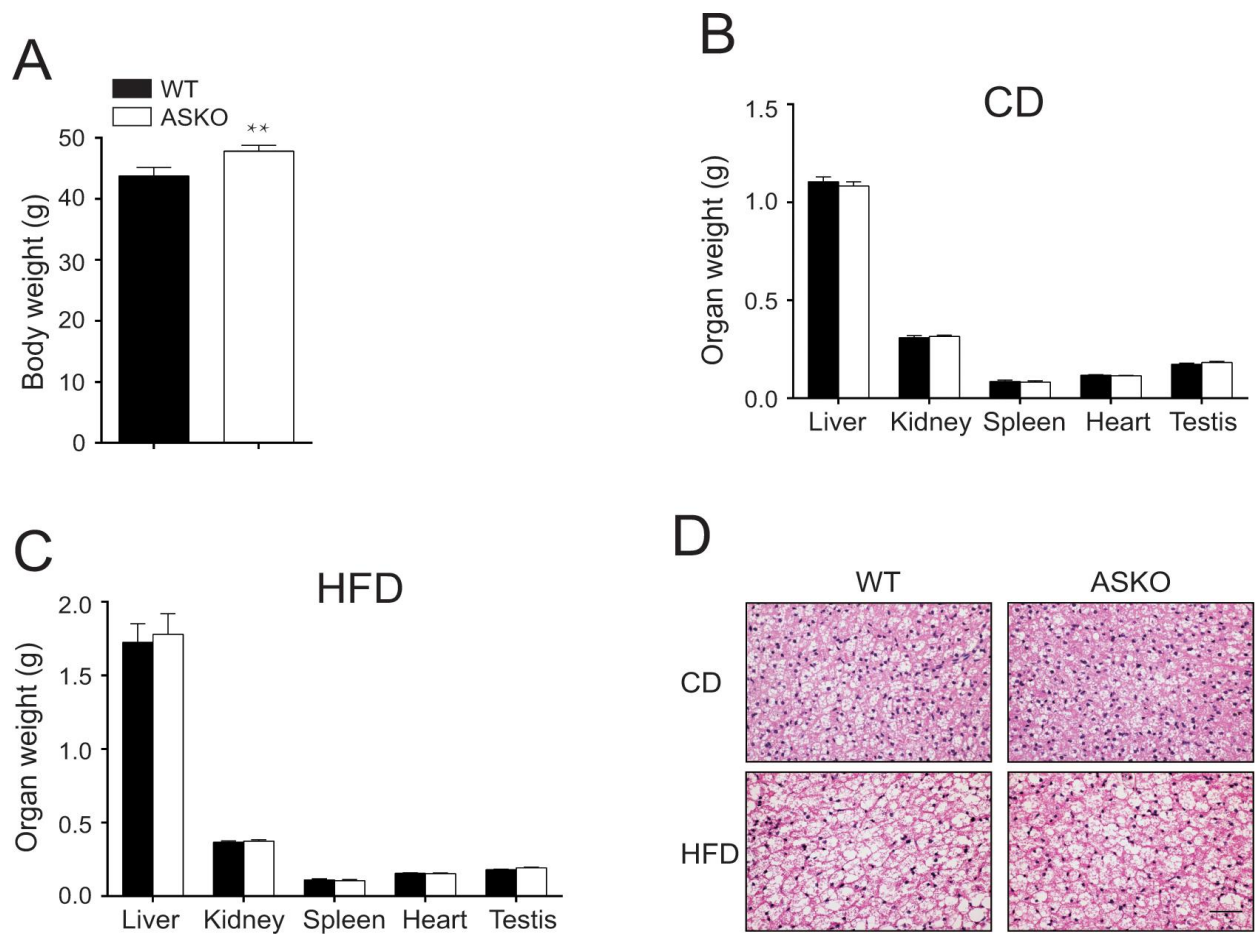 A
WT
ASKO
**
50
40
30
20
10
0
Body weight (g)
B
CD
1.5
1.0
0.5
0.0
Organ weight (g)
Liver Kidney Spleen Heart Testis
C
HFD
2.0
1.5
1.0
0.5
0.0
Organ weight (g)
Liver Kidney Spleen Heart Testis
D
WT ASKO
CD
HFD